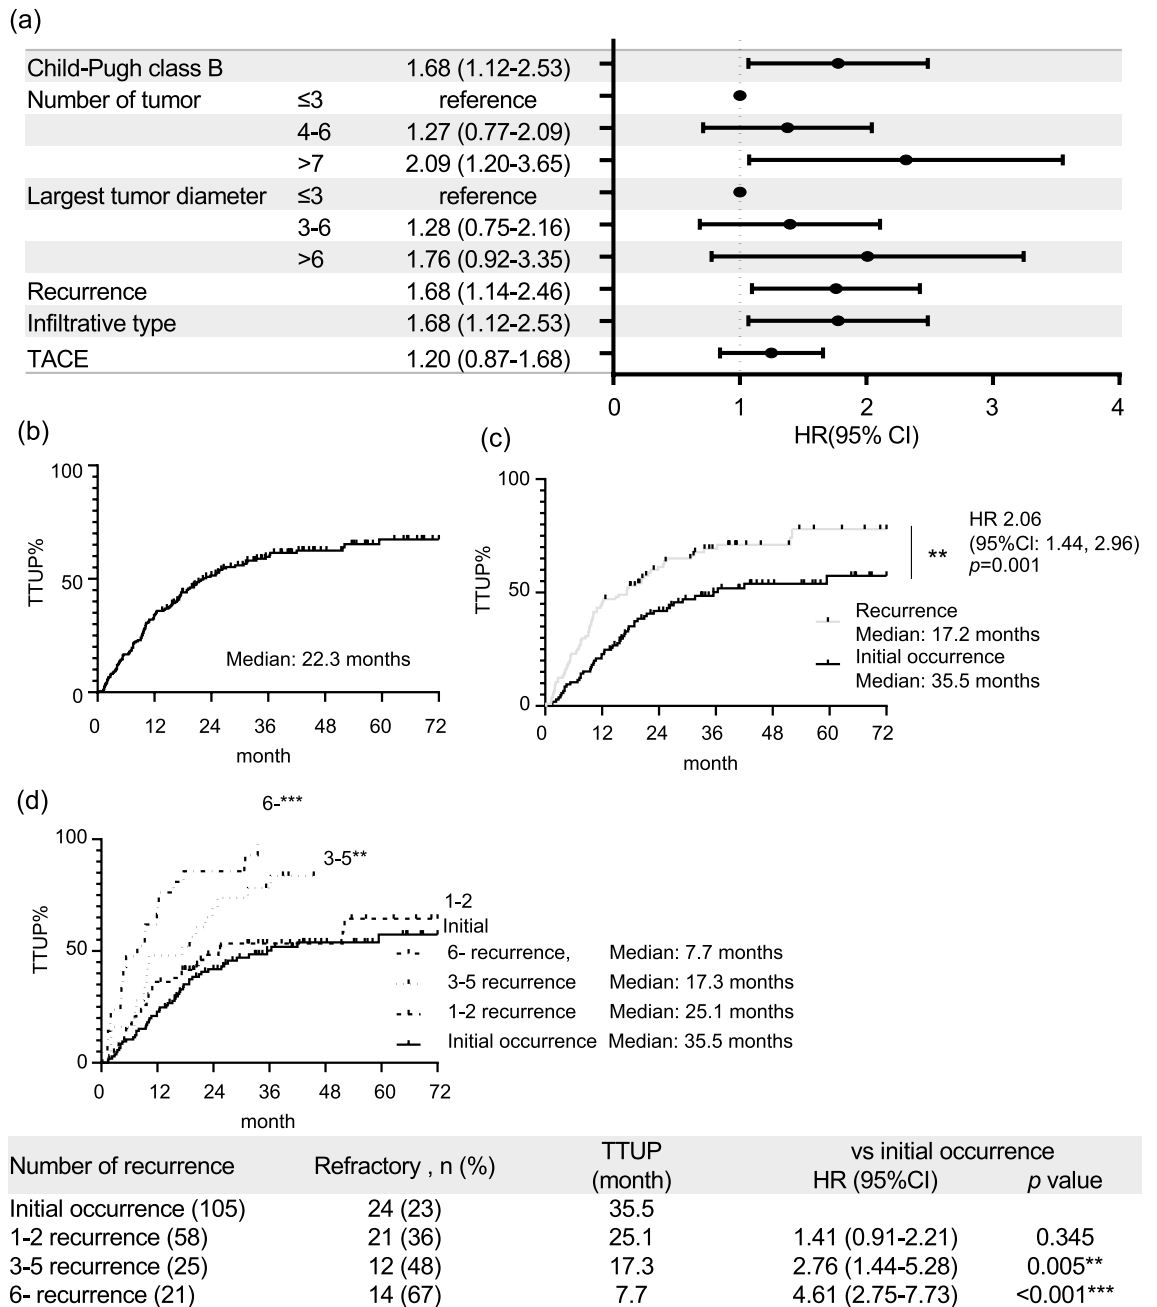 (a)
Child-Pugh class B 1.68 (1.12-2.53)
Number of tumor ≤3 reference
4-6 1.27 (0.77-2.09)
>7 2.09 (1.20-3.65)
Largest tumor diameter ≤3 reference
3-6 1.28 (0.75-2.16)
>6 1.76 (0.92-3.35)
Recurrence 1.68 (1.14-2.46)
Infiltrative type 1.68 (1.12-2.53)
TACE 1.20 (0.87-1.68)
0 1 2 3 4
HR(95% CI)
(b)
100
50
0
TTUP%
Median: 22.3 months
0 12 24 36 48 60 72
month
(c)
100
50
0
TTUP%
**
HR 2.06
(95%CI: 1.44, 2.96)
p=0.001
Recurrence
Median: 17.2 months
Initial occurrence
Median: 35.5 months
0 12 24 36 48 60 72
month
(d)
6-***
3-5**
1-2
Initial
100
50
0
TTUP%
6- recurrence, Median: 7.7 months
3-5 recurrence Median: 17.3 months
1-2 recurrence Median: 25.1 months
Initial occurrence Median: 35.5 months
0 12 24 36 48 60 72
month
Number of recurrence Refractory , n (%) TTUP (month) vs initial occurrence
HR (95%CI) p value
Initial occurrence (105) 24 (23) 35.5
1-2 recurrence (58) 21 (36) 25.1 1.41 (0.91-2.21) 0.345
3-5 recurrence (25) 12 (48) 17.3 2.76 (1.44-5.28) 0.005**
6- recurrence (21) 14 (67) 7.7 4.61 (2.75-7.73) <0.001***